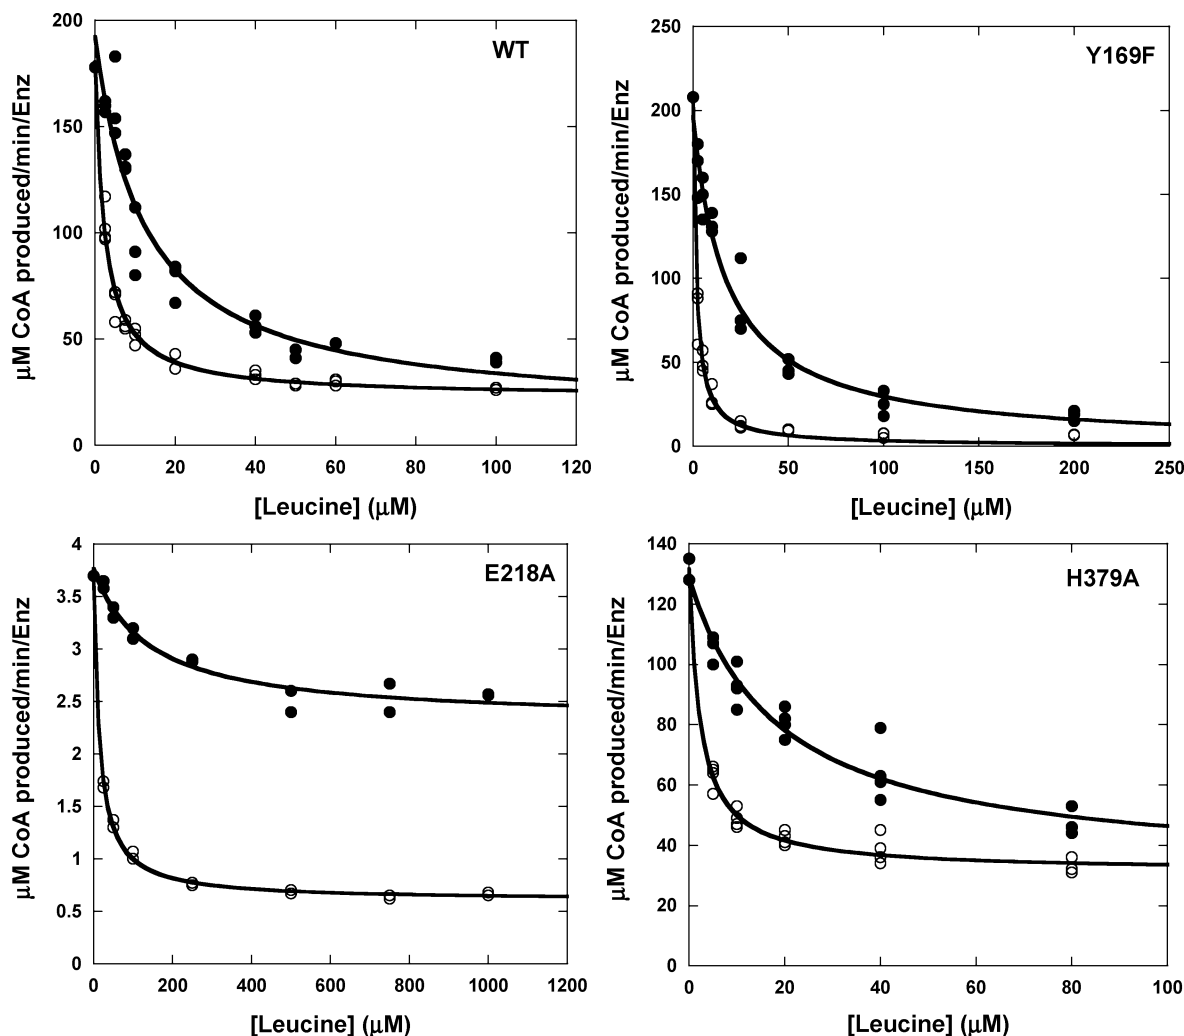 WT
μM CoA produced/min/Enz
200
150
100
50
0
0 20 40 60 80 100 120
[Leucine] (μM)
Y169F
μM CoA produced/min/Enz
250
200
150
100
50
0
0 50 100 150 200 250
[Leucine] (μM)
E218A
μM CoA produced/min/Enz
4
3.5
3
2.5
2
1.5
1
0.5
0
0 200 400 600 800 1000 1200
[Leucine] (μM)
H379A
μM CoA produced/min/Enz
140
120
100
80
60
40
20
0
0 20 40 60 80 100
[Leucine] (μM)